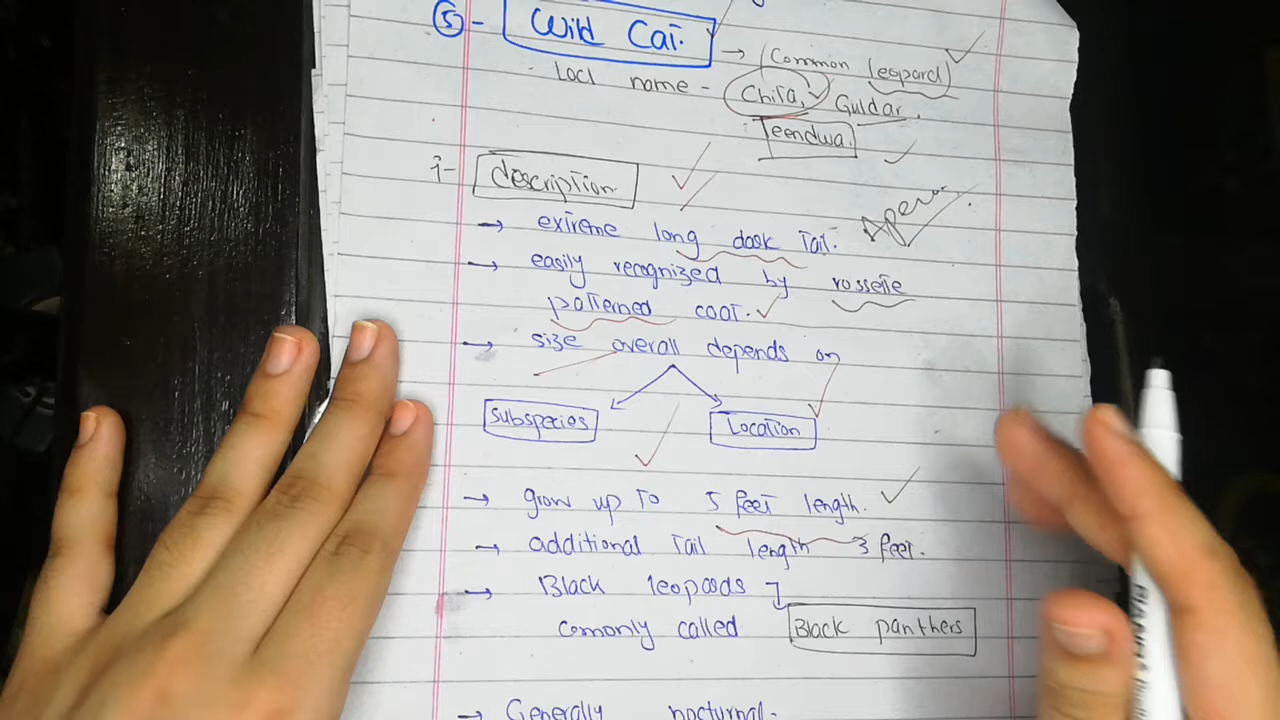 5 - Wild Cat.
→ (Common leopard)
Locl name - Chita, Guldar.
Teendwa.
i- description.
→ extreme long dark Tail.
→ easily recognized by rossette
patterned coat.
→ size overall depends on
subspecies Location
→ grow up to 5 feet length.
→ additional Tail length 3 feet.
→ Black leopards
comonly called Black panthers
→ Generally nocturnal.